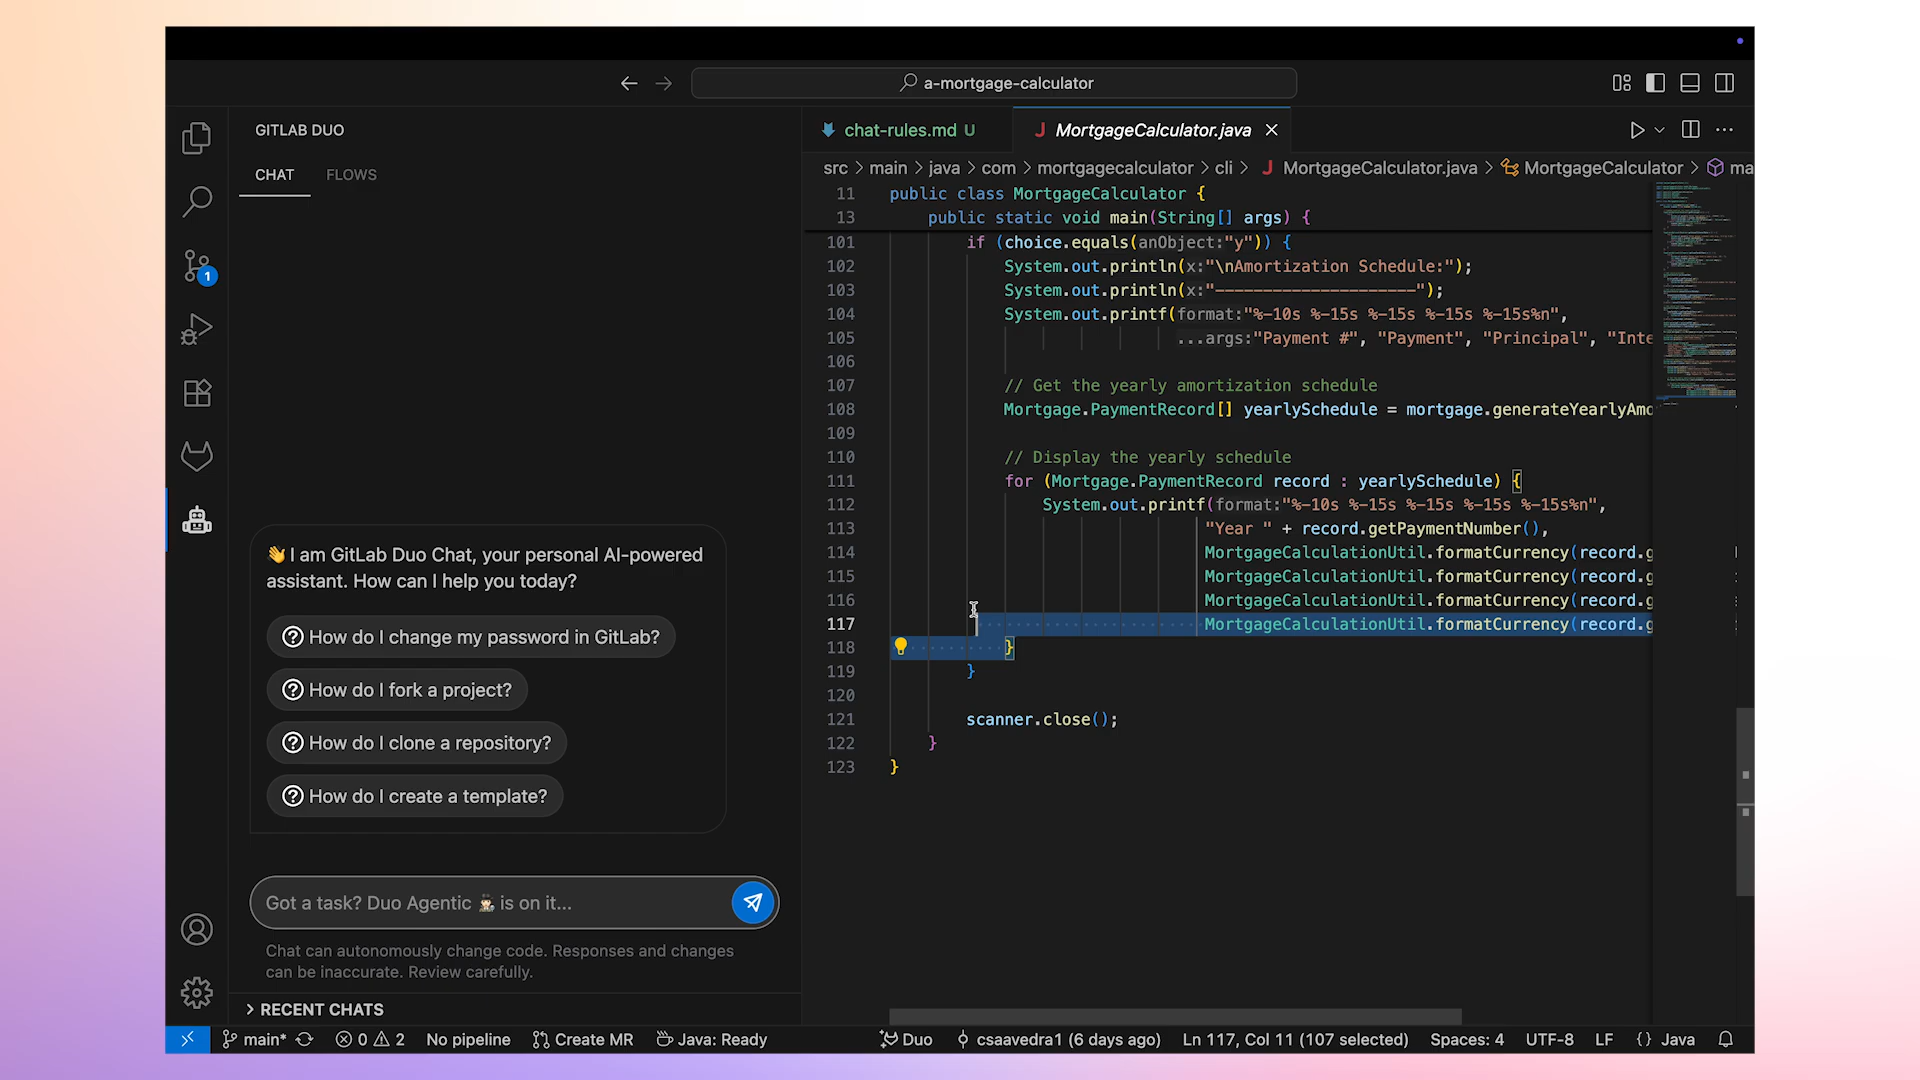 a-mortgage-calculator
GITLAB DUO
CHAT FLOWS
👋 I am GitLab Duo Chat, your personal AI-powered
assistant. How can I help you today?
How do I change my password in GitLab?
How do I fork a project?
How do I clone a repository?
How do I create a template?
Got a task? Duo Agentic is on it...
Chat can autonomously change code. Responses and changes
can be inaccurate. Review carefully.
RECENT CHATS
chat-rules.md U
J MortgageCalculator.java
src > main > java > com > mortgagecalculator > cli > J MortgageCalculator.java > MortgageCalculator > ma
11 public class MortgageCalculator {
13 public static void main(String[] args) {
101 if (choice.equals(anObject:"y")) {
102 System.out.println(x:"\nAmortization Schedule:");
103 System.out.println(x:"---------------------");
104 System.out.printf(format:"%-10s %-15s %-15s %-15s %-15s%n",
105 ...args:"Payment #", "Payment", "Principal", "Inte
106
107 // Get the yearly amortization schedule
108 Mortgage.PaymentRecord[] yearlySchedule = mortgage.generateYearlyAmo
109
110 // Display the yearly schedule
111 for (Mortgage.PaymentRecord record : yearlySchedule) {
112 System.out.printf(format:"%-10s %-15s %-15s %-15s %-15s%n",
113 "Year " + record.getPaymentNumber(),
114 MortgageCalculationUtil.formatCurrency(record.g
115 MortgageCalculationUtil.formatCurrency(record.g
116 MortgageCalculationUtil.formatCurrency(record.g
117 MortgageCalculationUtil.formatCurrency(record.g
118 }
119 }
120
121 scanner.close();
122 }
123 }
1
main* 0 2 No pipeline Create MR Java: Ready Duo csaavedra1 (6 days ago) Ln 117, Col 11 (107 selected) Spaces: 4 UTF-8 LF {} Java